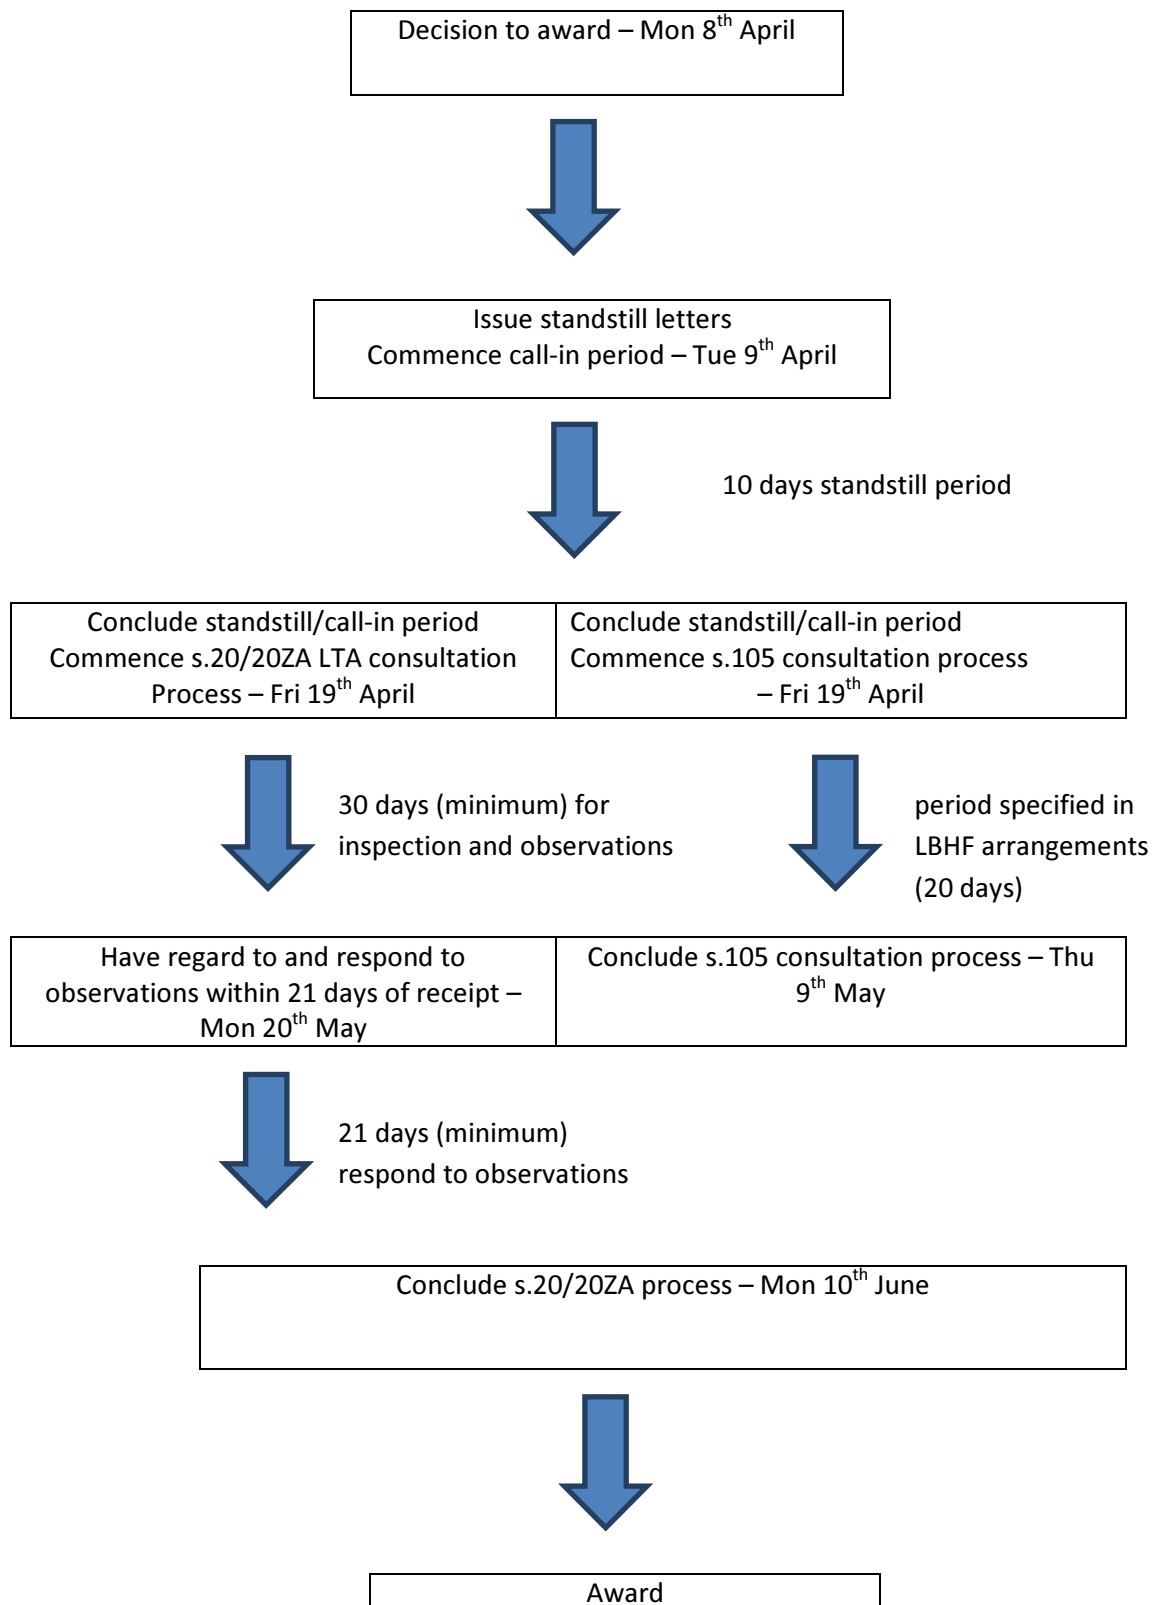 Decision to award – Mon 8th April
Issue standstill letters
Commence call-in period – Tue 9th April
10 days standstill period
Conclude standstill/call-in period
Commence s.20/20ZA LTA consultation
Process – Fri 19th April
Conclude standstill/call-in period
Commence s.105 consultation process
– Fri 19th April
30 days (minimum) for
inspection and observations
period specified in
LBHF arrangements
(20 days)
Have regard to and respond to
observations within 21 days of receipt –
Mon 20th May
Conclude s.105 consultation process – Thu
9th May
21 days (minimum)
respond to observations
Conclude s.20/20ZA process – Mon 10th June
Award